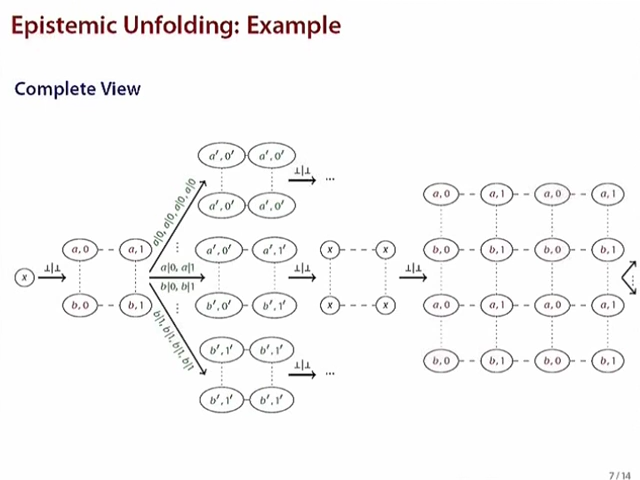 Epistemic Unfolding: Example
Complete View
a′, 0′ a′, 0′
⊥|⊥
...
a|0, a|0, a|0, a|0
a′, 0′ a′, 0′
a, 0 a, 1
⋮
a′, 0′ a′, 1′
x x
a, 0 a, 1 a, 0 a, 1
b, 0 b, 1 b, 0 b, 1
x
⊥|⊥
a|0, a|1
b|0, b|1
⊥|⊥
⊥|⊥
b, 0 b, 1
⋮
b′, 0′ b′, 1′
x x
a, 0 a, 1 a, 0 a, 1
b|1, b|1, b|1, b|1
b′, 1′ b′, 1′
b, 0 b, 1 b, 0 b, 1
⊥|⊥
...
b′, 1′ b′, 1′
7 / 14